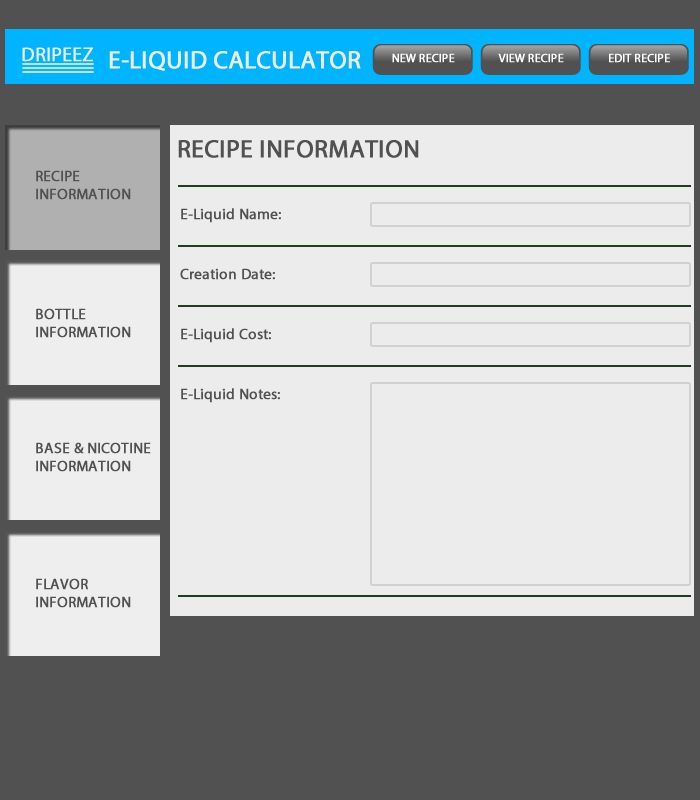 DRIPEEZ
E-LIQUID CALCULATOR
NEW RECIPE
VIEW RECIPE
EDIT RECIPE
RECIPE
INFORMATION
BOTTLE
INFORMATION
BASE & NICOTINE
INFORMATION
FLAVOR
INFORMATION
RECIPE INFORMATION
E-Liquid Name:
Creation Date:
E-Liquid Cost:
E-Liquid Notes: